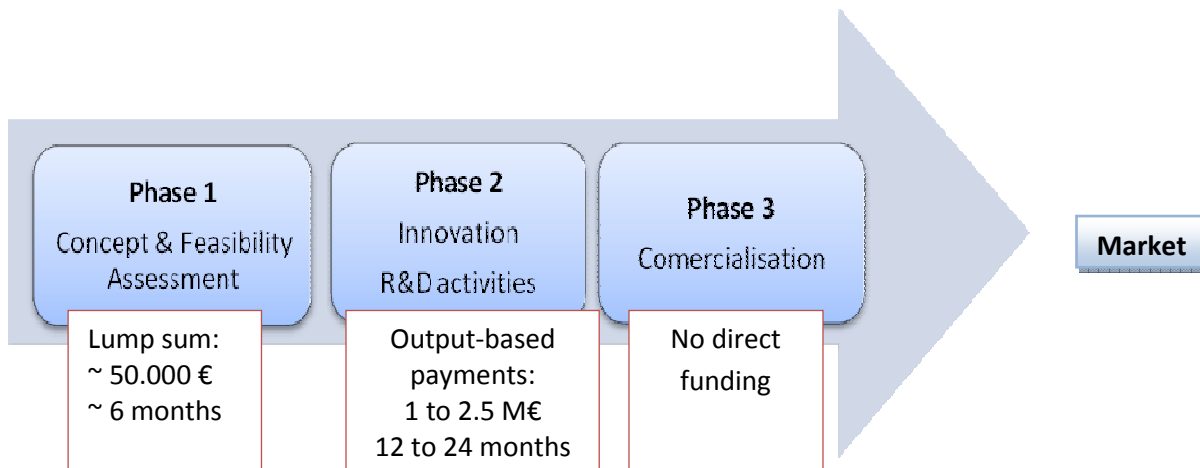 Phase 1
Concept & Feasibility
Assessment
Lump sum:
~ 50.000 €
~ 6 months
Phase 2
Innovation
R&D activities
Output-based
payments:
1 to 2.5 M€
12 to 24 months
Phase 3
Comercialisation
No direct
funding
Market